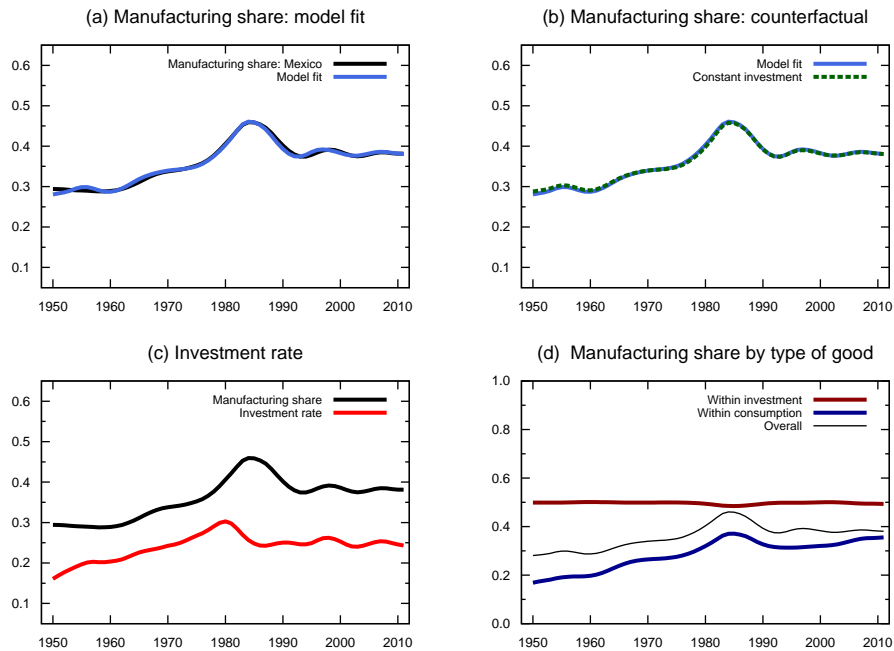 (a) Manufacturing share: model fit
Manufacturing share: Mexico
Model fit
0.6
0.5
0.4
0.3
0.2
0.1
1950 1960 1970 1980 1990 2000 2010
(b) Manufacturing share: counterfactual
Model fit
Constant investment
0.6
0.5
0.4
0.3
0.2
0.1
1950 1960 1970 1980 1990 2000 2010
(c) Investment rate
Manufacturing share
Investment rate
0.6
0.5
0.4
0.3
0.2
0.1
1950 1960 1970 1980 1990 2000 2010
(d) Manufacturing share by type of good
Within investment
Within consumption
Overall
1.0
0.8
0.6
0.4
0.2
0.0
1950 1960 1970 1980 1990 2000 2010